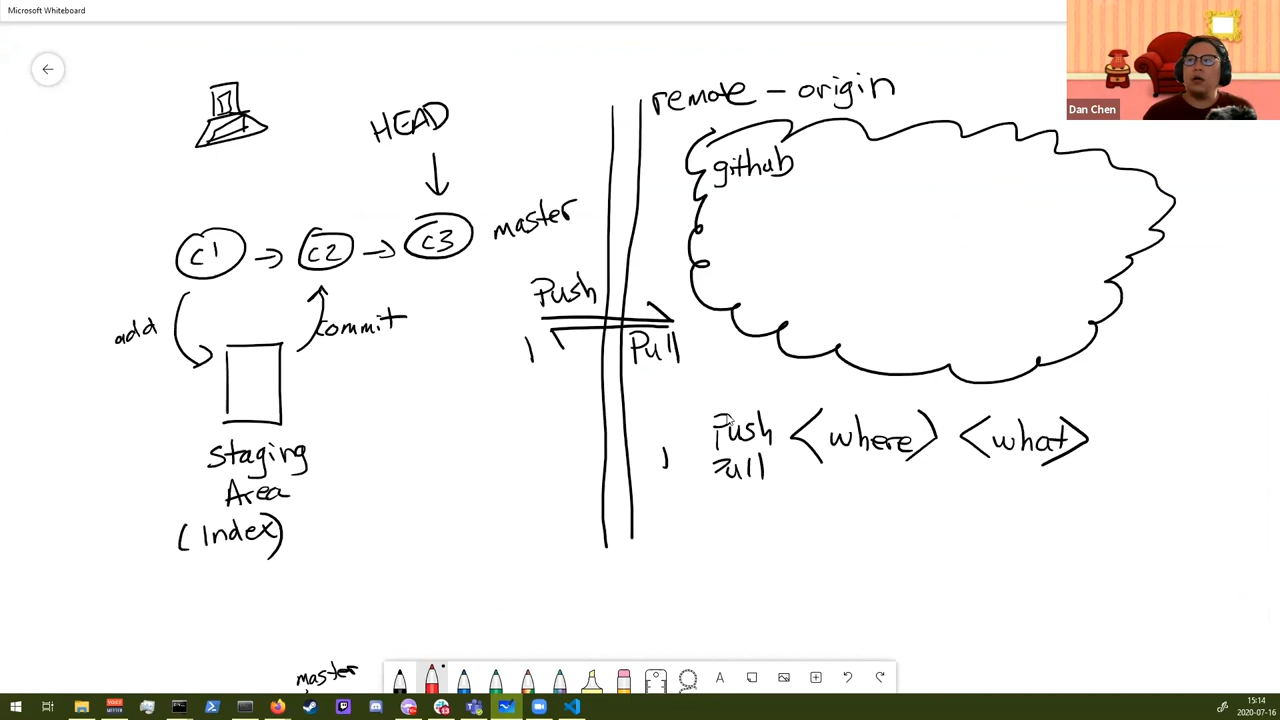 Microsoft Whiteboard
Dan Chen
HEAD
remote - origin
github
c1 → c2 → c3 master
Push
Pull
add
commit
Staging
Area
(Index)
Push <where> <what>
Pull
master
15:14
2020-07-16